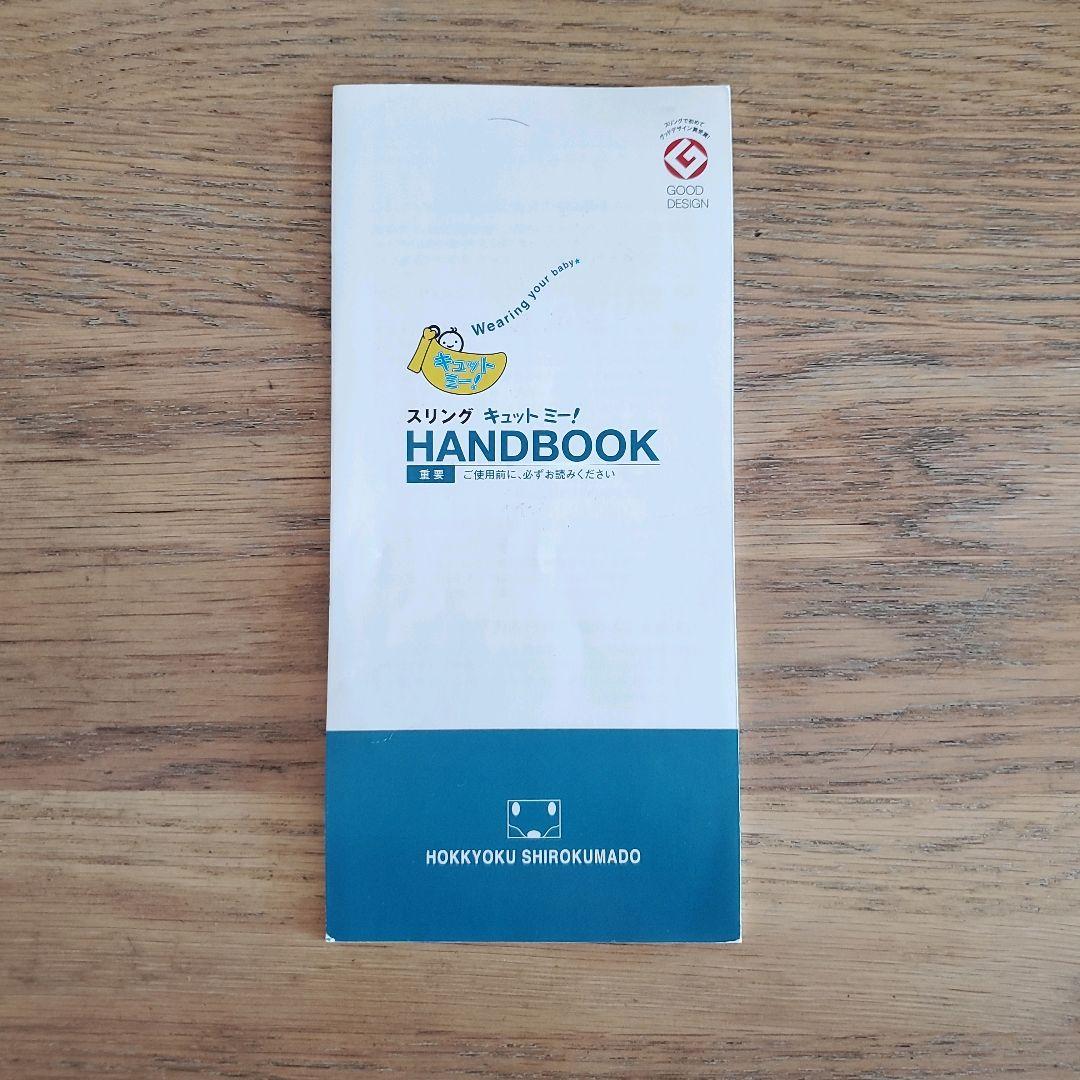 スリングで初めて
グッドデザイン賞受賞!
GOOD
DESIGN
Wearing your baby★
キュット
ミー!
スリング キュット ミー!
HANDBOOK
重要 ご使用前に、必ずお読みください
HOKKYOKU SHIROKUMADO